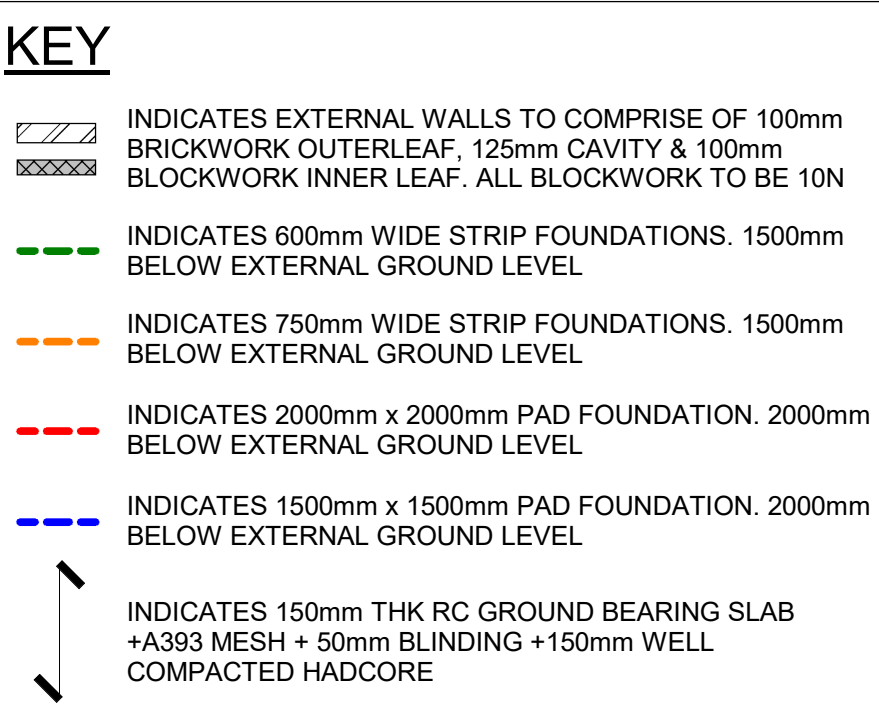 KEY
INDICATES EXTERNAL WALLS TO COMPRISE OF 100mm
BRICKWORK OUTERLEAF, 125mm CAVITY & 100mm
BLOCKWORK INNER LEAF. ALL BLOCKWORK TO BE 10N
INDICATES 600mm WIDE STRIP FOUNDATIONS. 1500mm
BELOW EXTERNAL GROUND LEVEL
INDICATES 750mm WIDE STRIP FOUNDATIONS. 1500mm
BELOW EXTERNAL GROUND LEVEL
INDICATES 2000mm x 2000mm PAD FOUNDATION. 2000mm
BELOW EXTERNAL GROUND LEVEL
INDICATES 1500mm x 1500mm PAD FOUNDATION. 2000mm
BELOW EXTERNAL GROUND LEVEL
INDICATES 150mm THK RC GROUND BEARING SLAB
+A393 MESH + 50mm BLINDING +150mm WELL
COMPACTED HADCORE